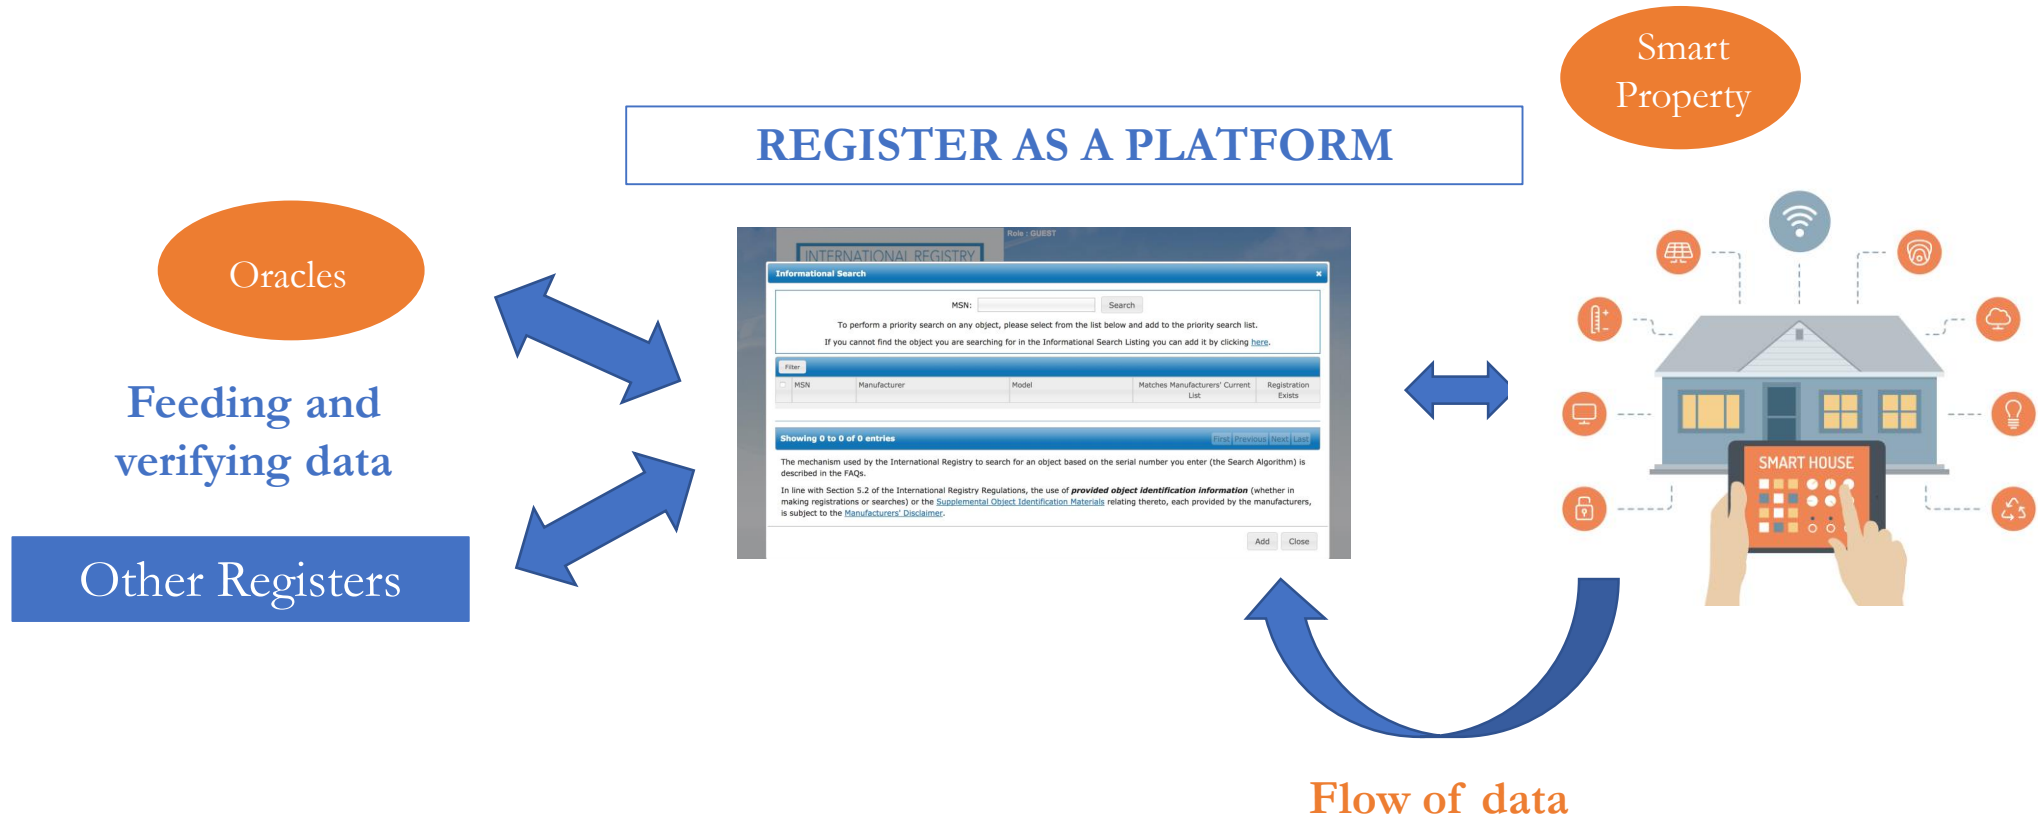 Smart
Property
REGISTER AS A PLATFORM
Oracles
Feeding and
verifying data
Other Registers
Role : GUEST
INTERNATIONAL REGISTRY
Informational Search
x
MSN:
Search
To perform a priority search on any object, please select from the list below and add to the priority search list.
If you cannot find the object you are searching for in the Informational Search Listing you can add it by clicking here.
Filter
MSN Manufacturer Model Matches Manufacturers' Current Registration
List Exists
Showing 0 to 0 of 0 entries
First Previous Next Last
The mechanism used by the International Registry to search for an object based on the serial number you enter (the Search Algorithm) is
described in the FAQs.
In line with Section 5.2 of the International Registry Regulations, the use of provided object identification information (whether in
making registrations or searches) or the Supplemental Object Identification Materials relating thereto, each provided by the manufacturers,
is subject to the Manufacturers' Disclaimer.
Add Close
SMART HOUSE
Flow of data